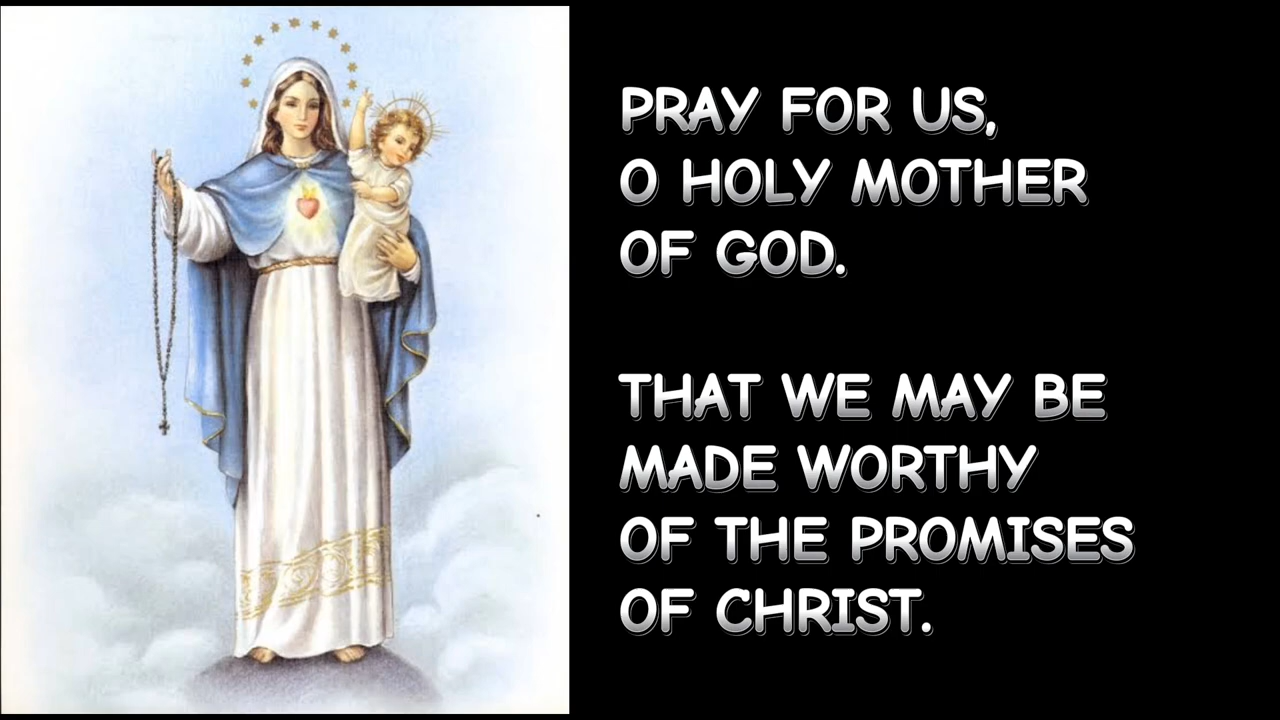 PRAY FOR US,
O HOLY MOTHER
OF GOD.
THAT WE MAY BE
MADE WORTHY
OF THE PROMISES
OF CHRIST.